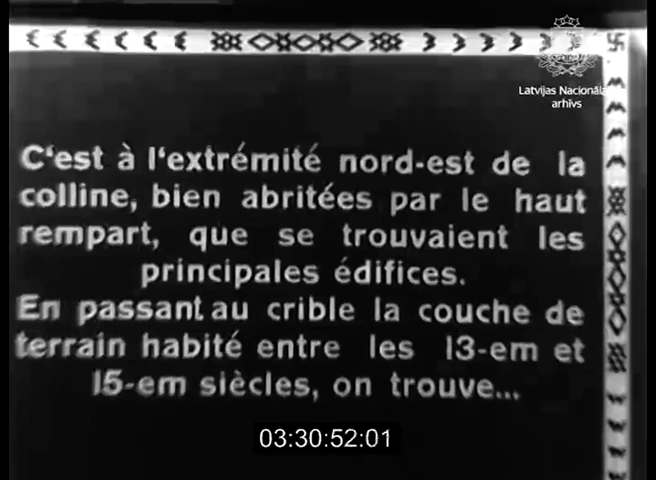 Latvijas Nacionāla
arhīvs
C'est à l'extrémité nord-est de la
colline, bien abritées par le haut
rempart, que se trouvaient les
principales édifices.
En passant au crible la couche de
terrain habité entre les 13-em et
15-em siècles, on trouve...
03:30:52:01